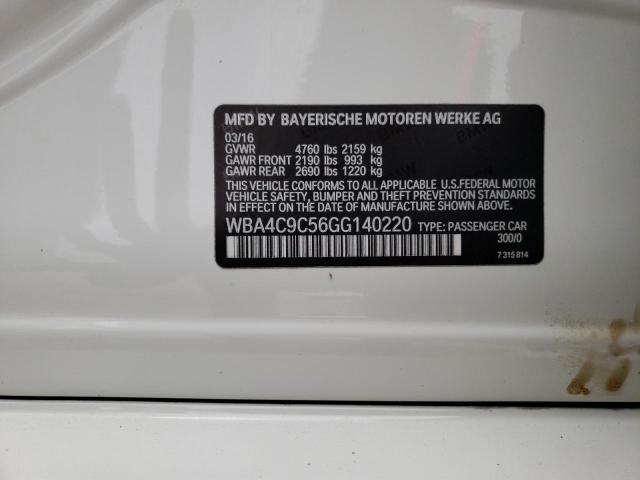 MFD BY BAYERISCHE MOTOREN WERKE AG
03/16
GVWR 4760 lbs 2159 kg
GAWR FRONT 2190 lbs 993 kg
GAWR REAR 2690 lbs 1220 kg
THIS VEHICLE CONFORMS TO ALL APPLICABLE U.S.FEDERAL MOTOR
VEHICLE SAFETY, BUMPER, AND THEFT PREVENTION STANDARDS
IN EFFECT ON THE DATE OF MANUFACTURE SHOWN ABOVE.
WBA4C9C56GG140220 TYPE: PASSENGER CAR
300/0
7 315 814